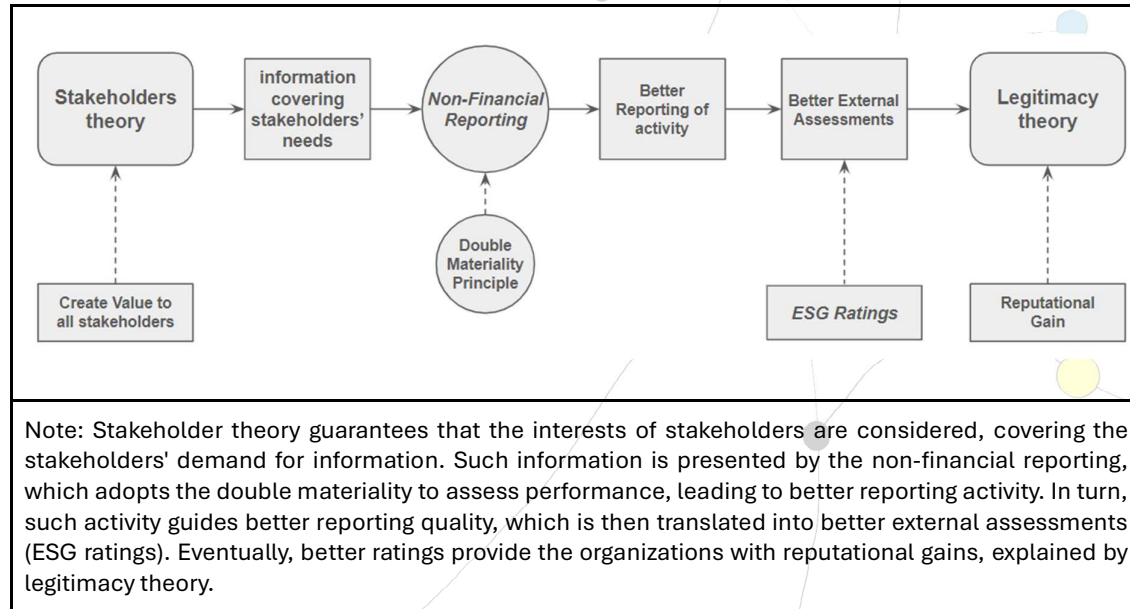 Stakeholders
theory
information
covering
stakeholders'
needs
Non-Financial
Reporting
Better
Reporting of
activity
Better External
Assessments
Legitimacy
theory
Create Value to
all stakeholders
Double
Materiality
Principle
ESG Ratings
Reputational
Gain
Note: Stakeholder theory guarantees that the interests of stakeholders are considered, covering the
stakeholders' demand for information. Such information is presented by the non-financial reporting,
which adopts the double materiality to assess performance, leading to better reporting activity. In turn,
such activity guides better reporting quality, which is then translated into better external assessments
(ESG ratings). Eventually, better ratings provide the organizations with reputational gains, explained by
legitimacy theory.